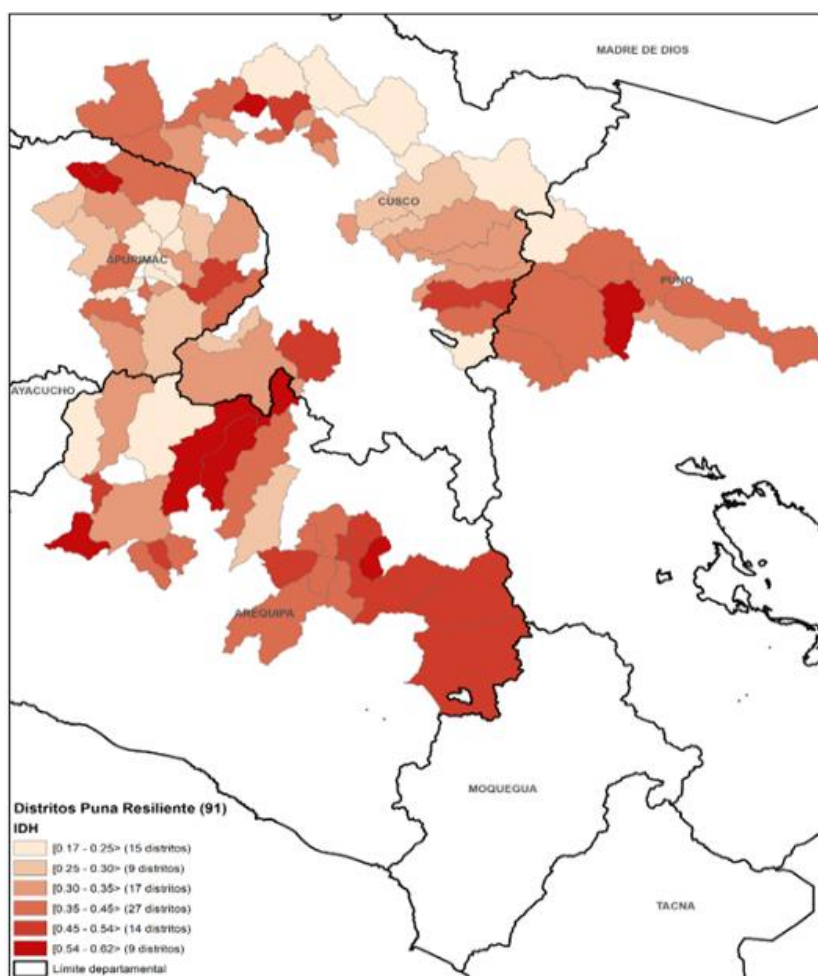 MADRE DE DIOS
CUSCO
APURIMAC
PUNO
AYACUCHO
AREQUIPA
MOQUEGUA
TACNA
Distritos Puna Resiliente (91)
IDH
[0.17 - 0.25> (15 distritos)
[0.25 - 0.30> (9 distritos)
[0.30 - 0.35> (17 distritos)
[0.35 - 0.45> (27 distritos)
[0.45 - 0.54> (14 distritos)
[0.54 - 0.62> (9 distritos)
Límite departamental